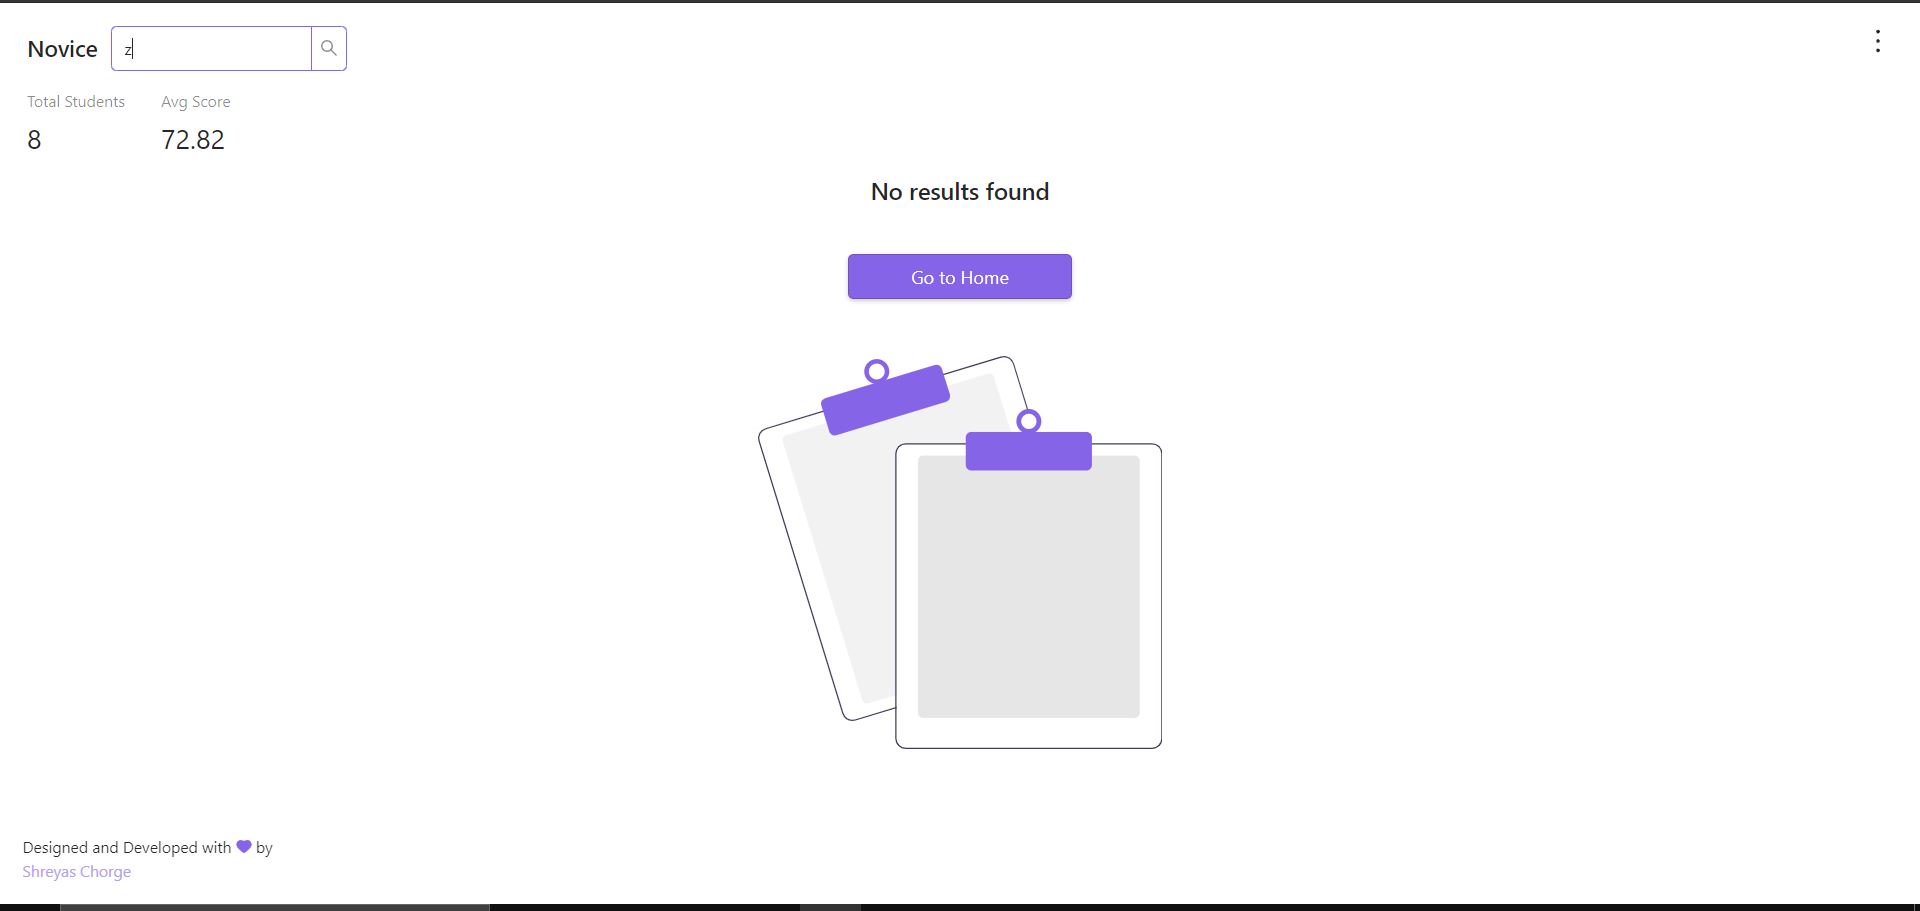 Novice
z
Total Students Avg Score
8 72.82
No results found
Go to Home
Designed and Developed with 💜 by
Shreyas Chorge